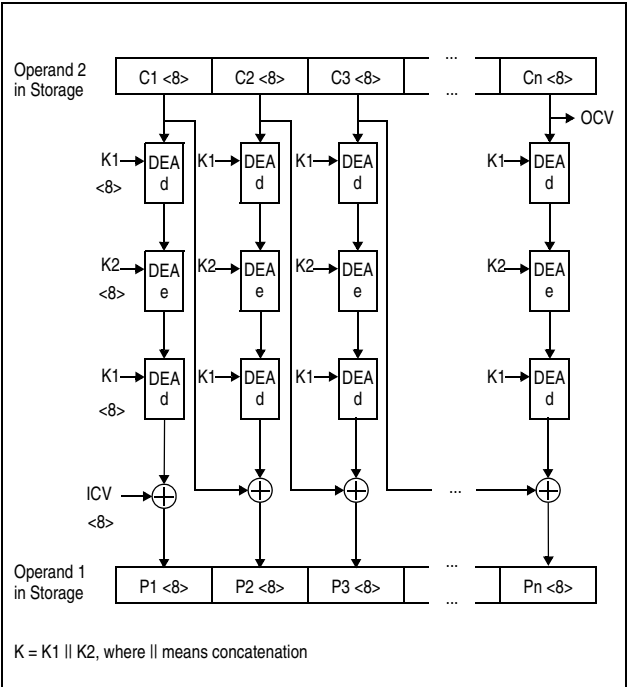 Operand 2
in Storage
C1 <8> C2 <8> C3 <8> ... ... Cn <8>
OCV
K1 <8> DEA d K1 DEA d K1 DEA d K1 DEA d
K2 <8> DEA e K2 DEA e K2 DEA e K2 DEA e
K1 <8> DEA d K1 DEA d K1 DEA d K1 DEA d
ICV <8> ...
Operand 1
in Storage
P1 <8> P2 <8> P3 <8> ... ... Pn <8>
K = K1 || K2, where || means concatenation